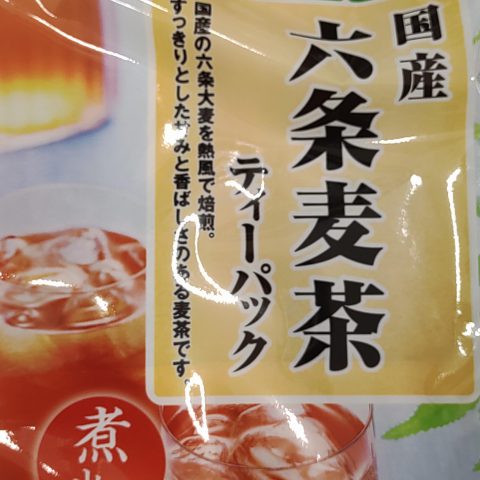 国産
六条麦茶
ティーパック
国産の六条大麦を熱風で焙煎。
すっきりとした甘みと香ばしさのある麦茶です。
煮